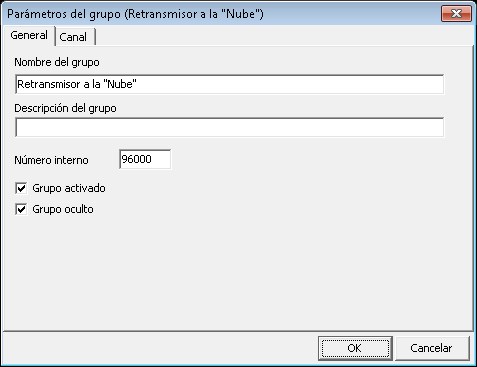 Parámetros del grupo (Retransmisor a la "Nube")
General Canal
Nombre del grupo
Retransmisor a la "Nube"
Descripción del grupo
Número interno 96000
Grupo activado
Grupo oculto
OK Cancelar